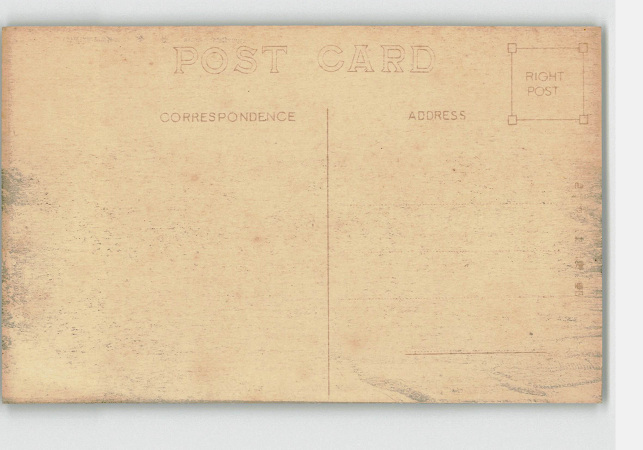 POST CARD
CORRESPONDENCE
ADDRESS
RIGHT
POST